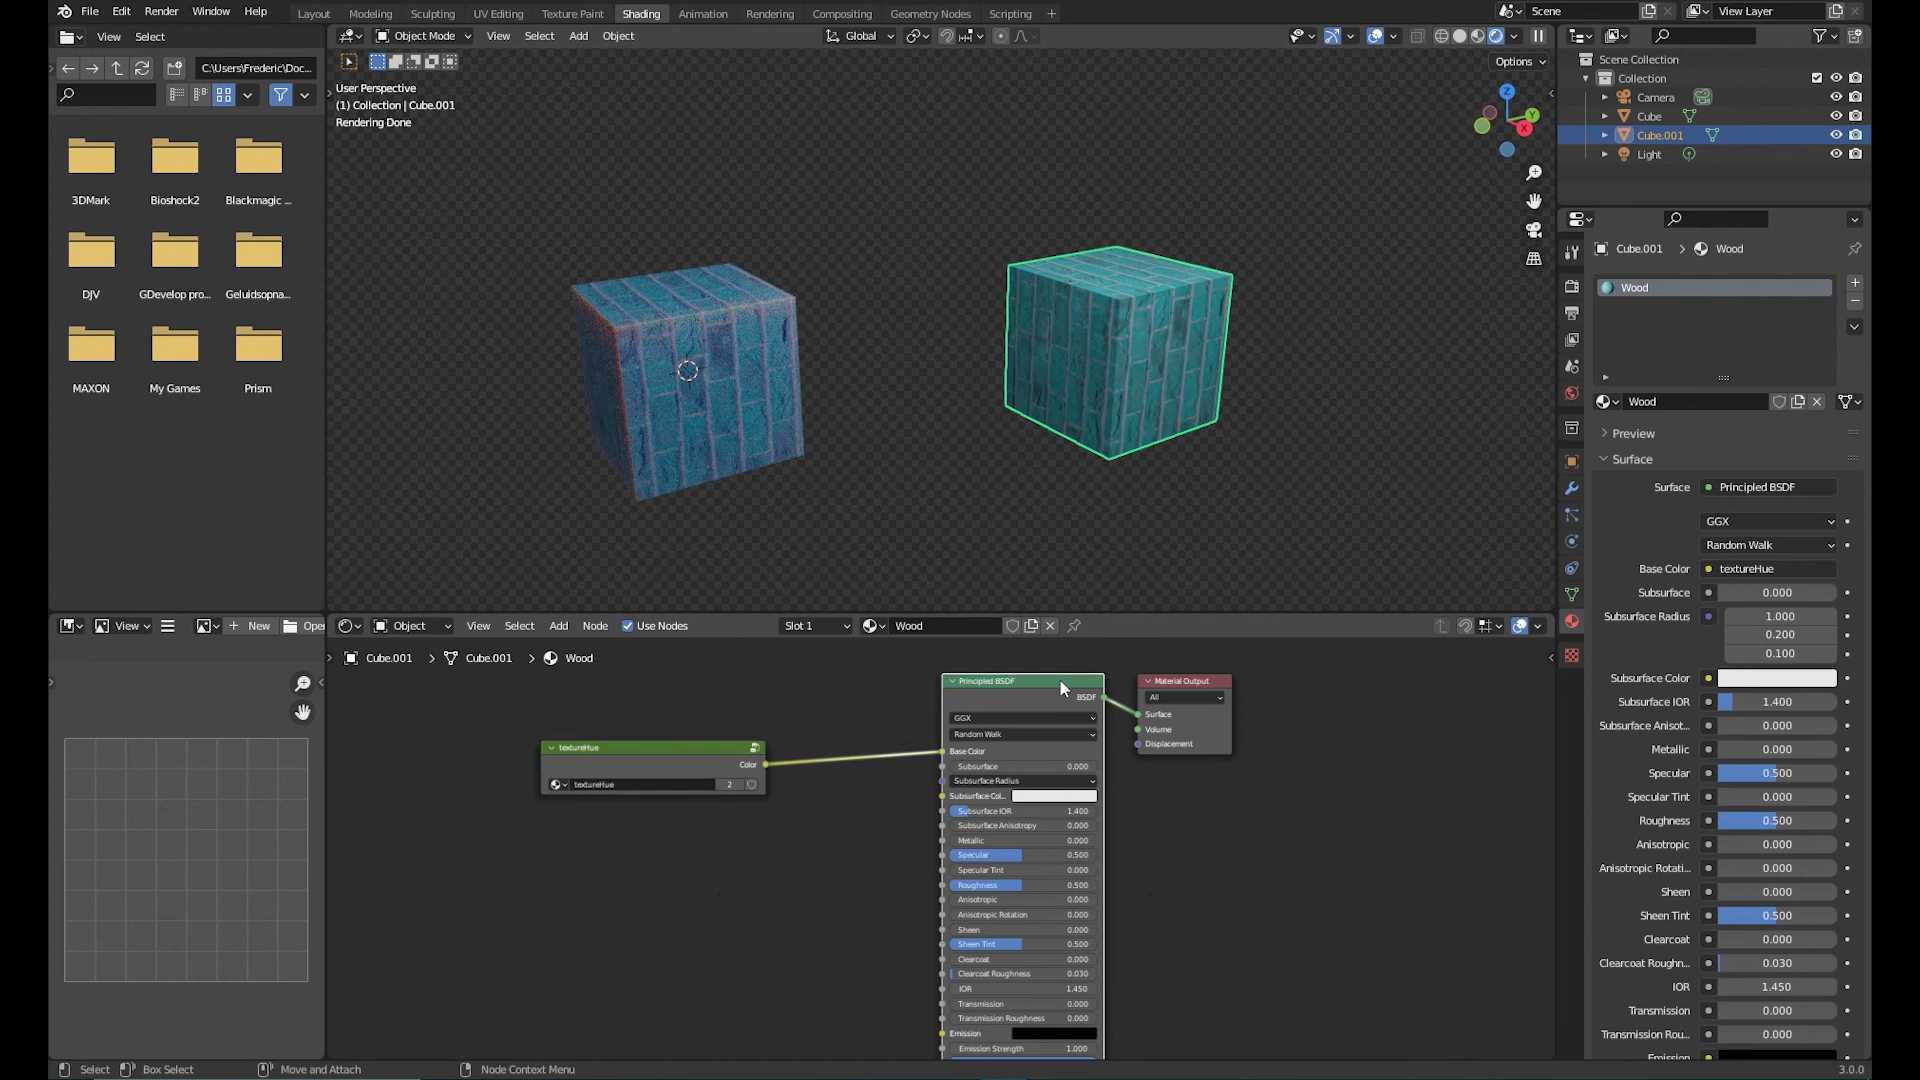 File Edit Render Window Help Layout Modeling Sculpting UV Editing Texture Paint Shading Animation Rendering Compositing Geometry Nodes Scripting + Scene View Layer
View Select
Object Mode View Select Add Object Global
C:\Users\Frederic\Doc...
Options
User Perspective
(1) Collection | Cube.001
Rendering Done
Z
Y
X
3DMark Bioshock2 Blackmagic ...
DJV GDevelop pro... Geluidsopna...
MAXON My Games Prism
Scene Collection
Collection
Camera
Cube
Cube.001
Light
Cube.001 > Wood
Wood
Wood
Preview
Surface
Surface Principled BSDF
GGX
Random Walk
Base Color textureHue
Subsurface 0.000
Subsurface Radius 1.000
0.200
0.100
Subsurface Color
Subsurface IOR 1.400
Subsurface Anisot... 0.000
Metallic 0.000
Specular 0.500
Specular Tint 0.000
Roughness 0.500
Anisotropic 0.000
Anisotropic Rotati... 0.000
Sheen 0.000
Sheen Tint 0.500
Clearcoat 0.000
Clearcoat Roughn... 0.030
IOR 1.450
Transmission 0.000
Transmission Rou... 0.000
Emission
View + New Open
Object View Select Add Node Use Nodes Slot 1 Wood
Cube.001 > Cube.001 > Wood
textureHue
Color
textureHue 2
Principled BSDF
BSDF
GGX
Random Walk
Base Color
Subsurface 0.000
Subsurface Radius
Subsurface Col...
Subsurface IOR 1.400
Subsurface Anisotropy 0.000
Metallic 0.000
Specular 0.500
Specular Tint 0.000
Roughness 0.500
Anisotropic 0.000
Anisotropic Rotation 0.000
Sheen 0.000
Sheen Tint 0.500
Clearcoat 0.000
Clearcoat Roughness 0.030
IOR 1.450
Transmission 0.000
Transmission Roughness 0.000
Emission
Emission Strength 1.000
Material Output
All
Surface
Volume
Displacement
Select Box Select Move and Attach Node Context Menu 3.0.0